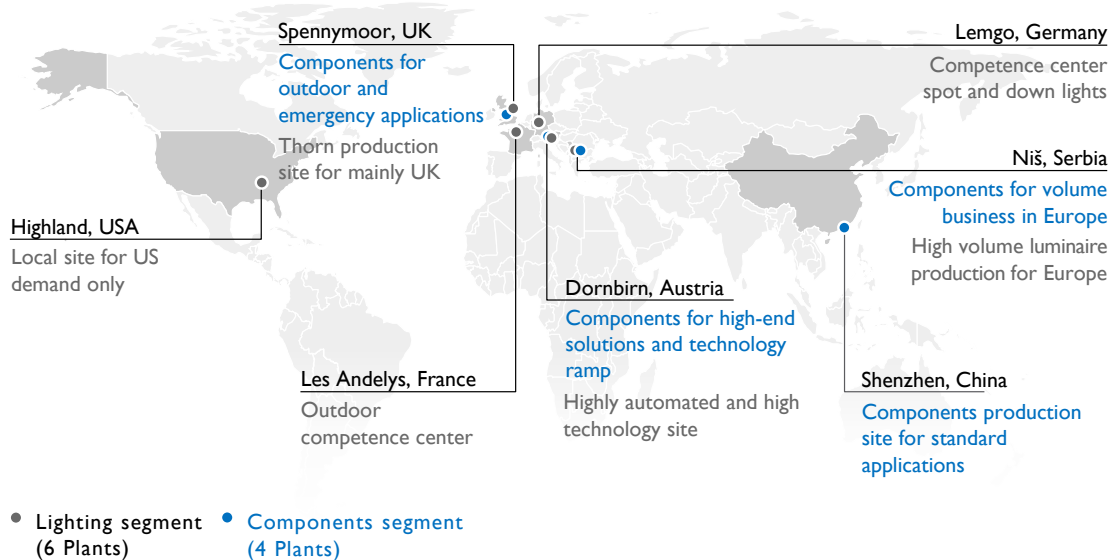 Spennymoor, UK
Components for
outdoor and
emergency applications
Thorn production
site for mainly UK
Lemgo, Germany
Competence center
spot and down lights
Niš, Serbia
Components for volume
business in Europe
High volume luminaire
production for Europe
Highland, USA
Local site for US
demand only
Dornbirn, Austria
Components for high-end
solutions and technology
ramp
Highly automated and high
technology site
Les Andelys, France
Outdoor
competence center
Shenzhen, China
Components production
site for standard
applications
Lighting segment
(6 Plants)
Components segment
(4 Plants)